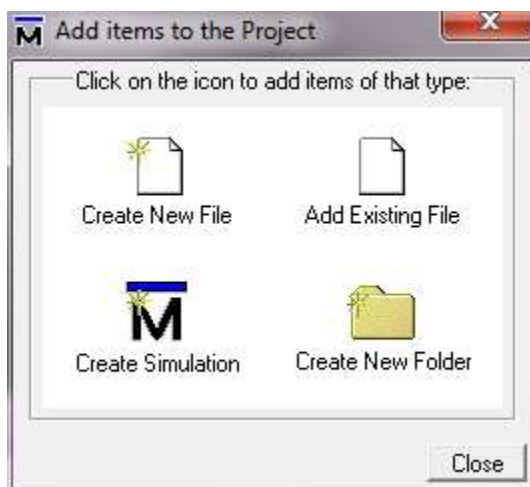 Add items to the Project
Click on the icon to add items of that type:
Create New File
Add Existing File
Create Simulation
Create New Folder
Close